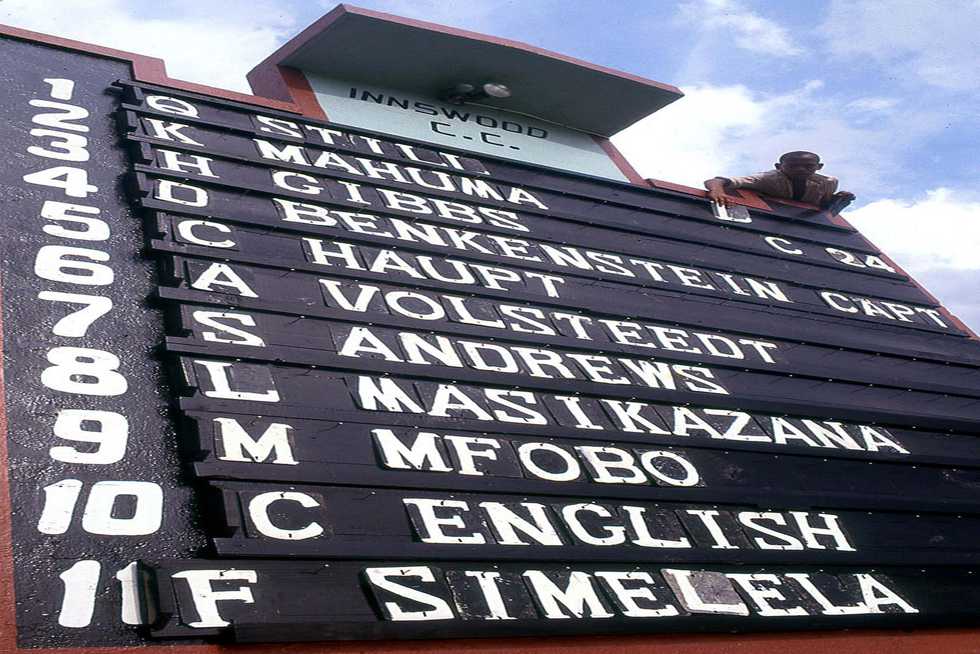 INNSWOOD
C.C.
1 Q STILL
2 K MAHUMA C 24
3 H GIBBS
4 D BENKENSTEIN CAPT
5 C HAUPT
6 A VOLSTEEDT
7 S ANDREWS
8 L MASIKAZANA
9 M MFOBO
10 C ENGLISH
11 F SIMELELA